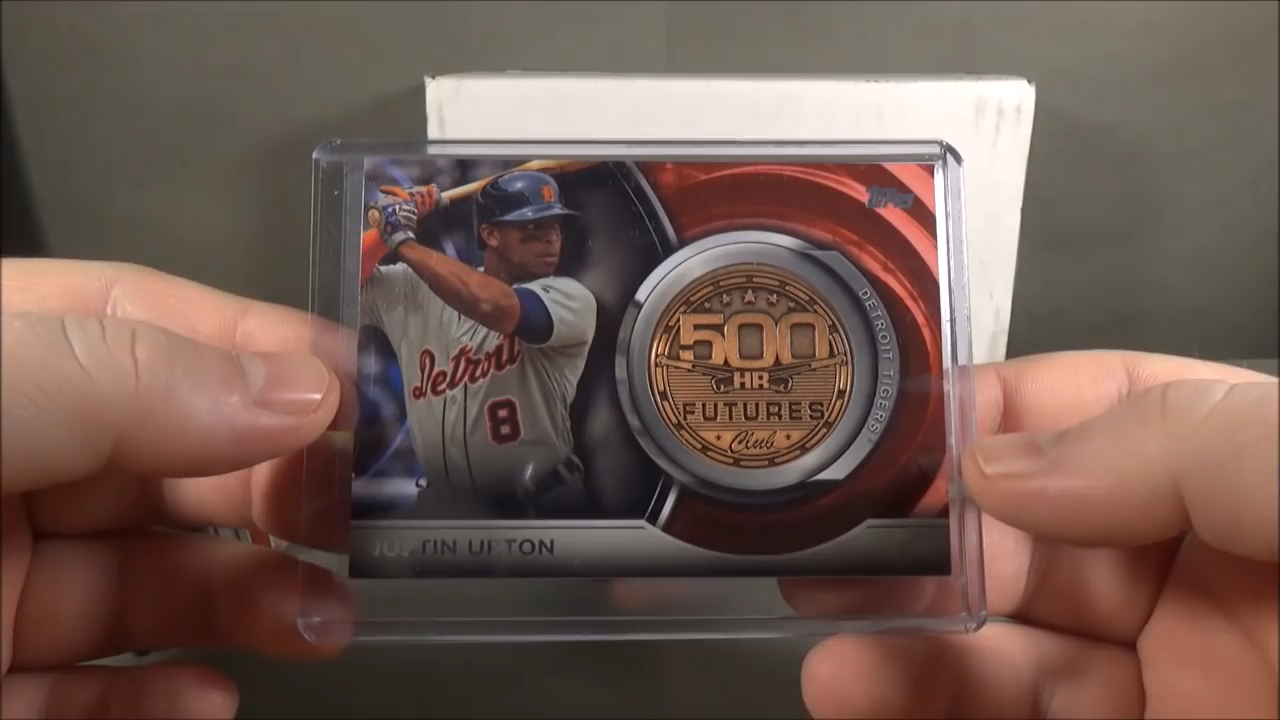 Topps
D
Detroit
8
500
HR
FUTURES
Club
DETROIT TIGERS
JUSTIN UPTON